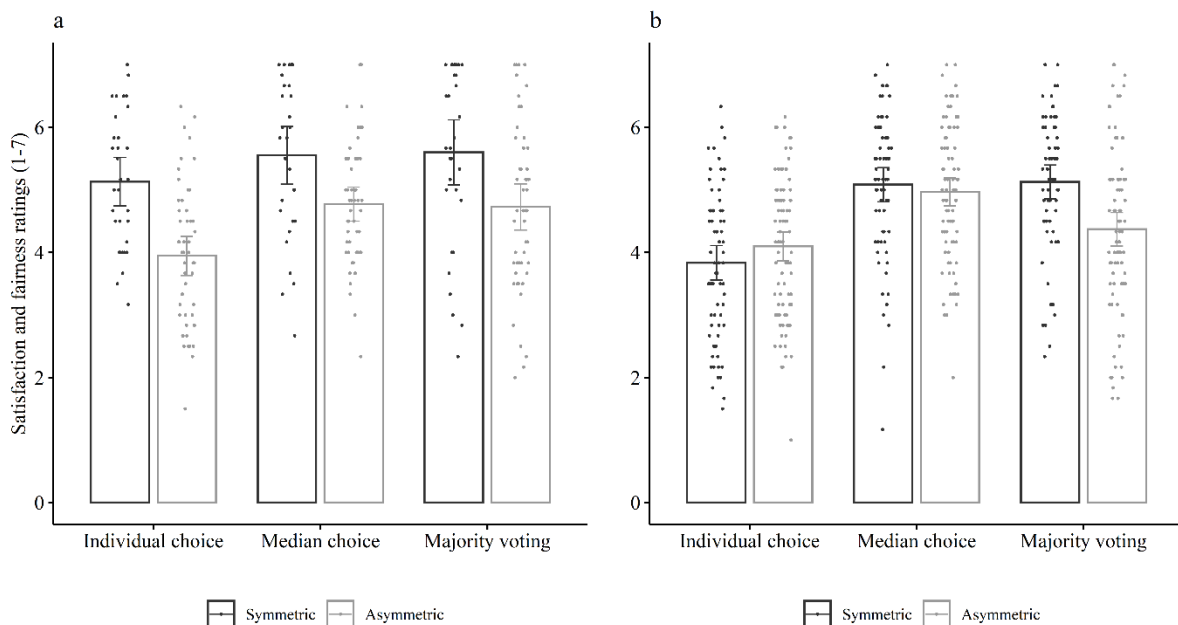 a
b
Satisfaction and fairness ratings (1-7)
6
4
2
0
Individual choice
Median choice
Majority voting
6
4
2
0
Individual choice
Median choice
Majority voting
Symmetric
Asymmetric
Symmetric
Asymmetric